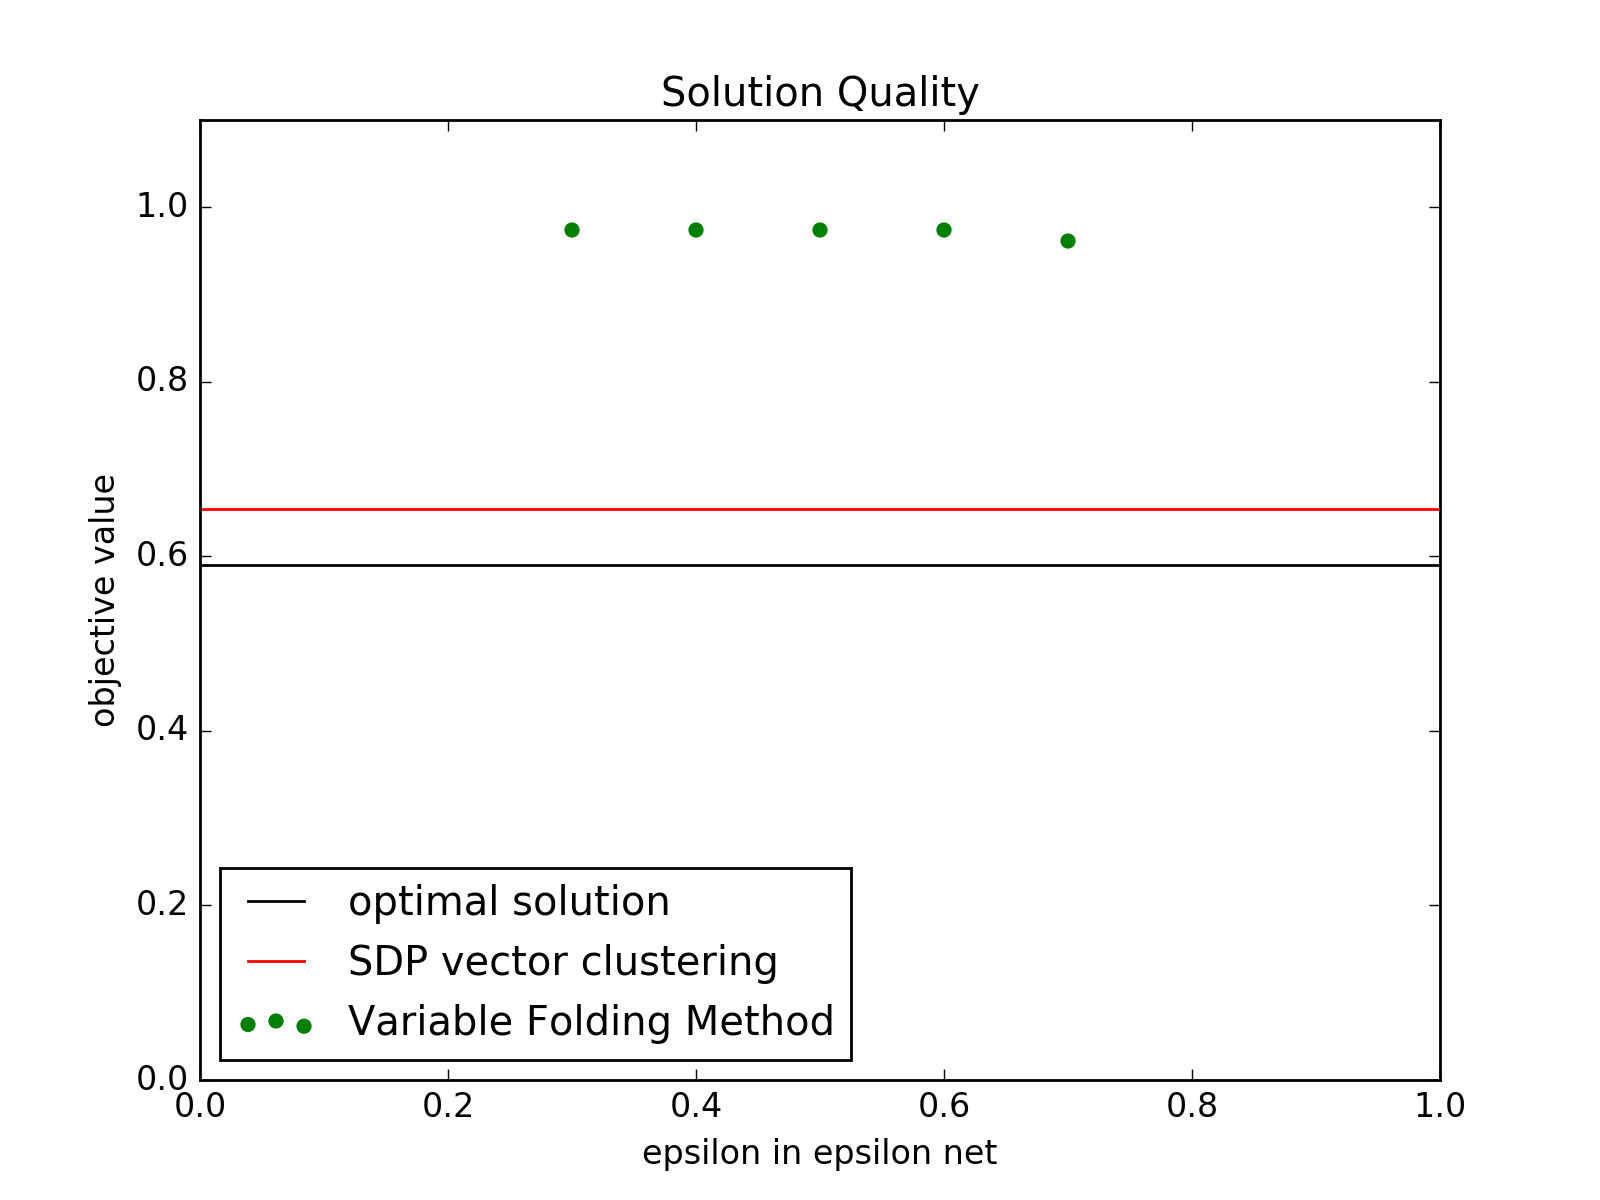 Solution Quality
1.0
0.8
0.6
0.4
0.2
0.0
objective value
optimal solution
SDP vector clustering
Variable Folding Method
0.0 0.2 0.4 0.6 0.8 1.0
epsilon in epsilon net